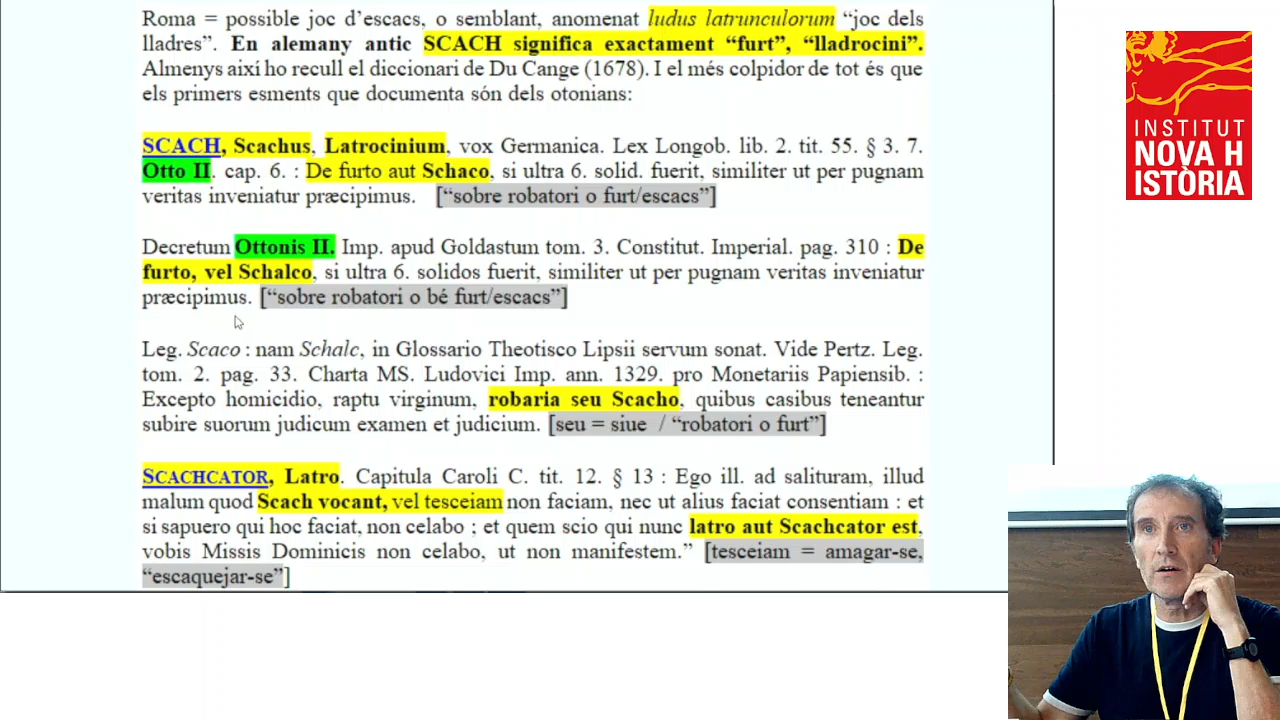 Roma = possible joc d’escacs, o semblant, anomenat ludus latrunculorum “joc dels
lladres”. En alemany antic SCACH significa exactament “furt”, “lladrocini”.
Almenys així ho recull el diccionari de Du Cange (1678). I el més colpidor de tot és que
els primers esments que documenta són dels otonians:
SCACH, Scachus, Latrocinium, vox Germanica. Lex Longob. lib. 2. tit. 55. § 3. 7.
Otto II. cap. 6. : De furto aut Schaco, si ultra 6. solid. fuerit, similiter ut per pugnam
veritas inveniatur præcipimus. [“sobre robatori o furt/escacs”]
Decretum Ottonis II. Imp. apud Goldastum tom. 3. Constitut. Imperial. pag. 310 : De
furto, vel Schalco, si ultra 6. solidos fuerit, similiter ut per pugnam veritas inveniatur
præcipimus. [“sobre robatori o bé furt/escacs”]
Leg. Scaco : nam Schalc, in Glossario Theotisco Lipsii servum sonat. Vide Pertz. Leg.
tom. 2. pag. 33. Charta MS. Ludovici Imp. ann. 1329. pro Monetariis Papiensib. :
Excepto homicidio, raptu virginum, robaria seu Scacho, quibus casibus teneantur
subire suorum judicum examen et judicium. [seu = siue / “robatori o furt”]
SCACHCATOR, Latro. Capitula Caroli C. tit. 12. § 13 : Ego ill. ad salituram, illud
malum quod Scach vocant, vel tesceiam non faciam, nec ut alius faciat consentiam : et
si sapuero qui hoc faciat, non celabo ; et quem scio qui nunc latro aut Scachcator est,
vobis Missis Dominicis non celabo, ut non manifestem.” [tesceiam = amagar-se,
“escaquejar-se”]
INSTITUT
NOVA H
ISTÒRIA